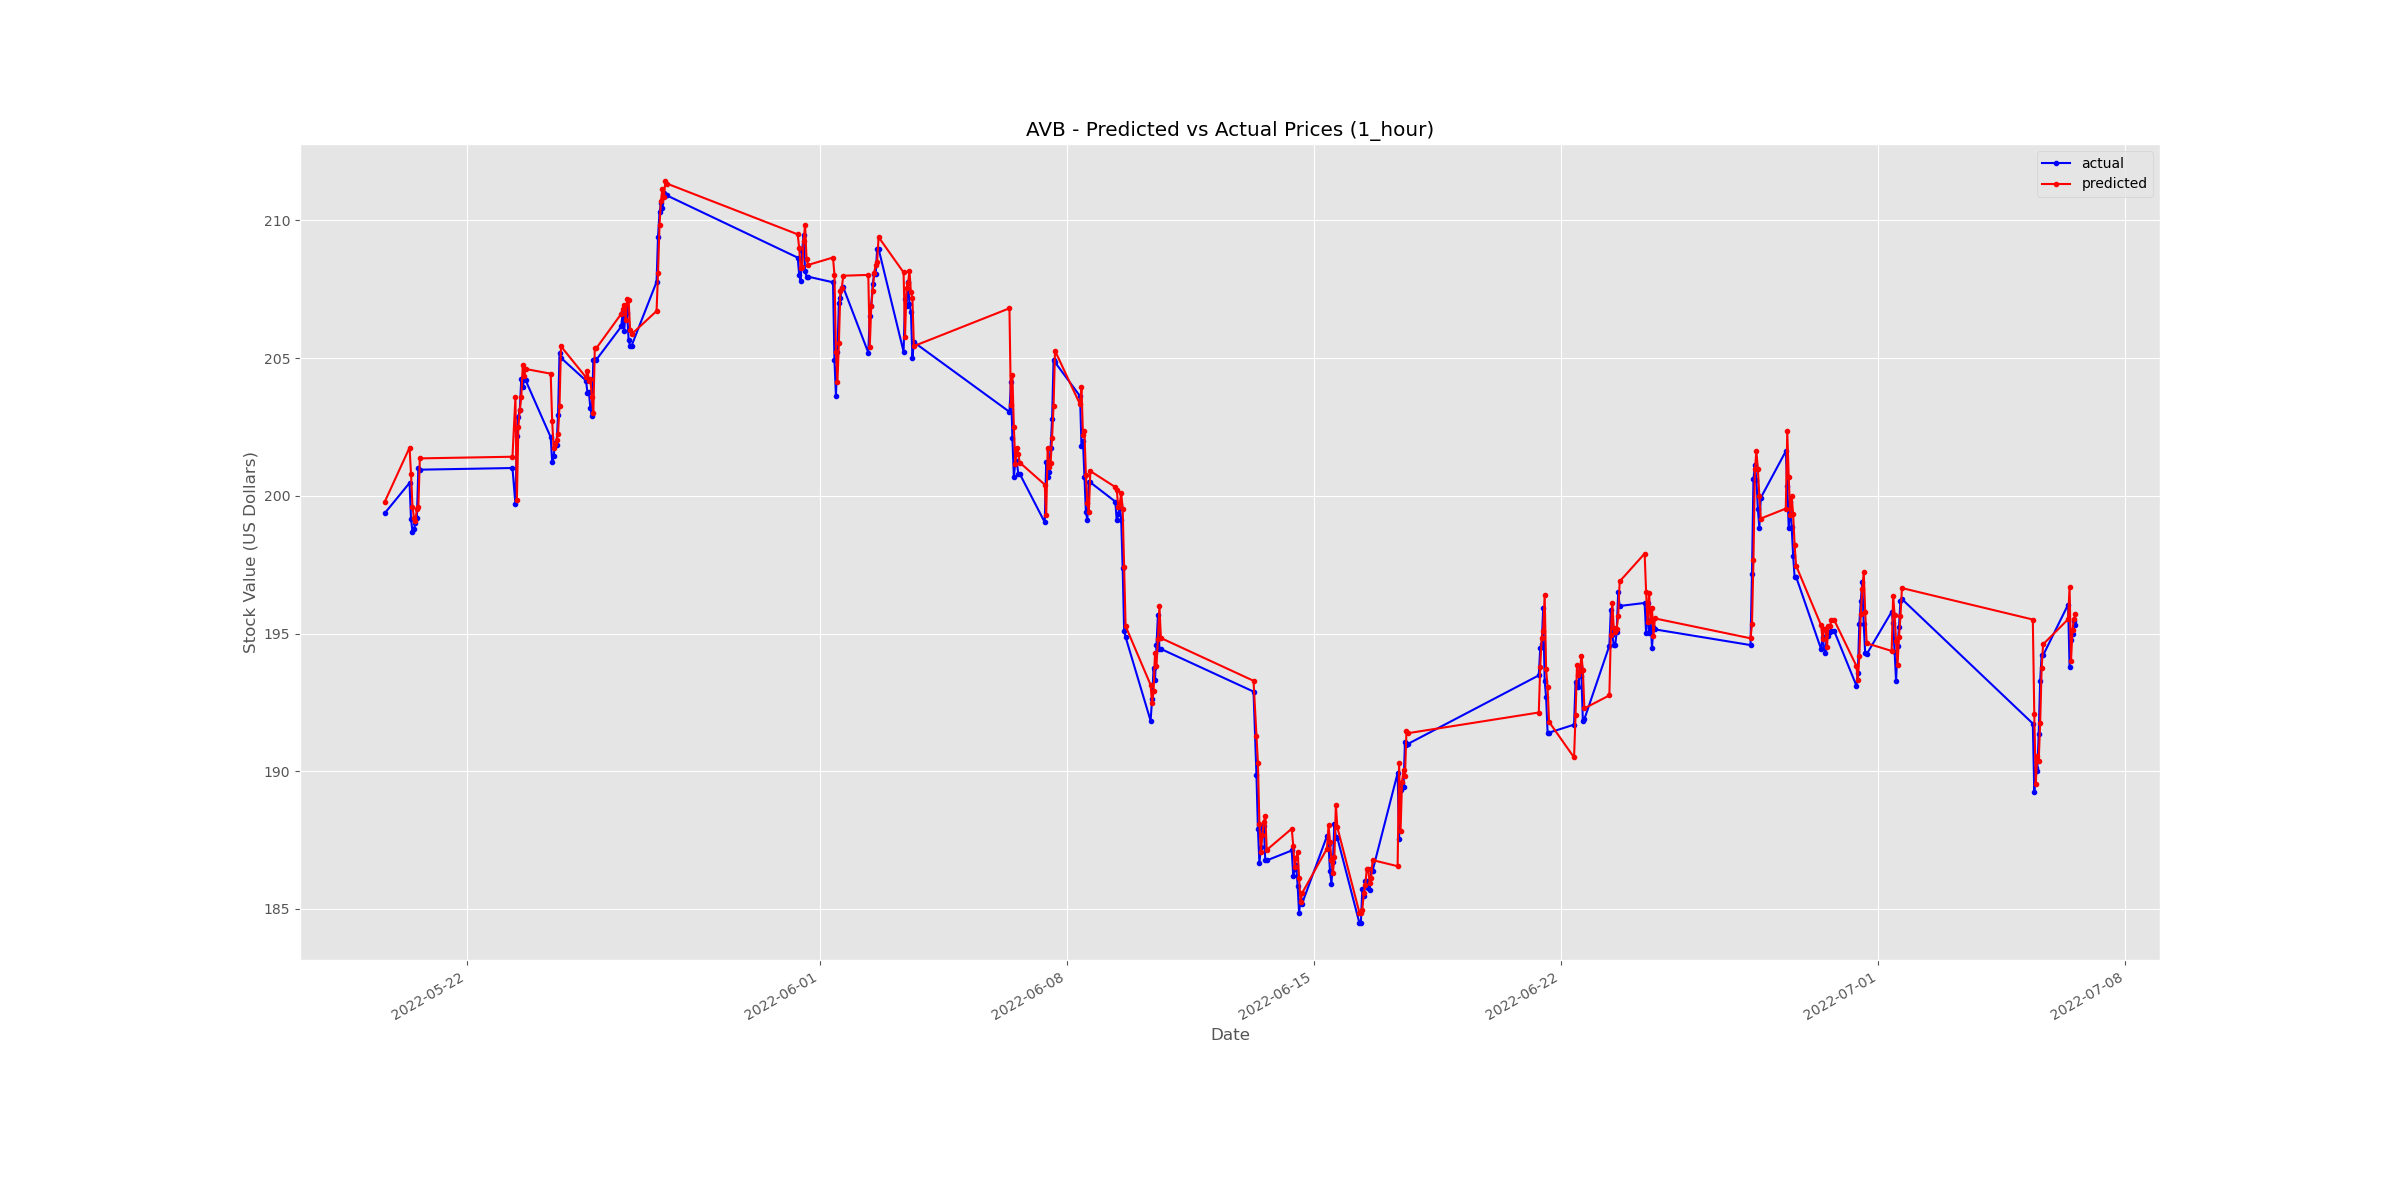 AVB - Predicted vs Actual Prices (1_hour)
actual
predicted
Stock Value (US Dollars)
210
205
200
195
190
185
2022-05-22
2022-06-01
2022-06-08
2022-06-15
2022-06-22
2022-07-01
2022-07-08
Date